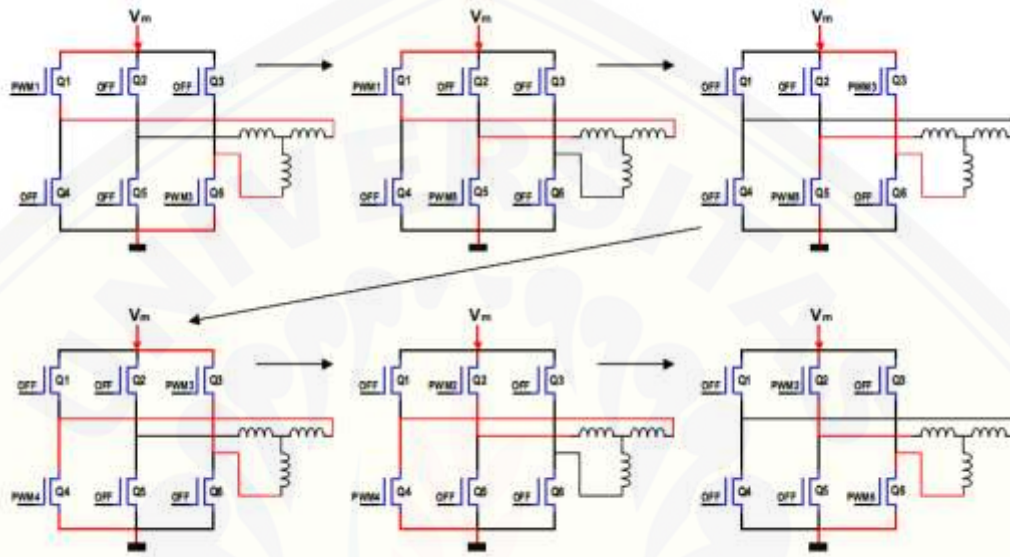 Vm
PWM1 Q1 OFF Q2 OFF Q3
OFF Q4 OFF Q5 PWM3 Q6
Vm
PWM1 Q1 OFF Q2 OFF Q3
OFF Q4 PWM5 Q5 OFF Q6
Vm
OFF Q1 OFF Q2 PWM3 Q3
OFF Q4 PWM5 Q5 OFF Q6
UNIVERSITAS
Vm
OFF Q1 OFF Q2 PWM3 Q3
PWM4 Q4 OFF Q5 OFF Q6
Vm
OFF Q1 PWM2 Q2 OFF Q3
PWM4 Q4 OFF Q5 OFF Q6
Vm
OFF Q1 Q2 OFF Q3
OFF Q4 OFF Q5 Q6